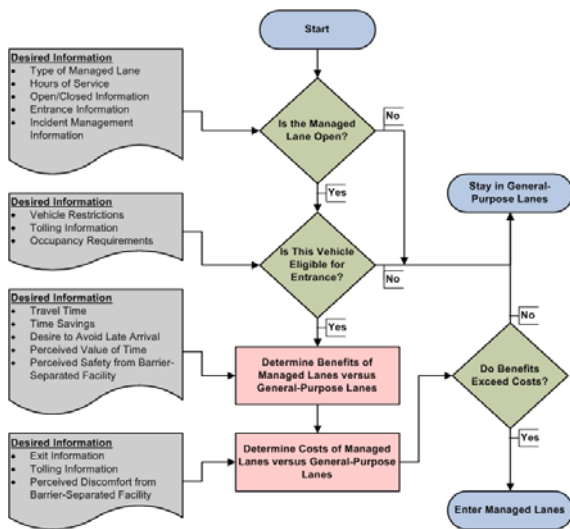 Start
Desired Information
• Type of Managed Lane
• Hours of Service
• Open/Closed Information
• Entrance Information
• Incident Management
Information
Is the Managed
Lane Open?
No
Yes
Stay in General-
Purpose Lanes
Desired Information
• Vehicle Restrictions
• Tolling Information
• Occupancy Requirements
Is This Vehicle
Eligible for
Entrance?
No
Yes
Desired Information
• Travel Time
• Time Savings
• Desire to Avoid Late Arrival
• Perceived Value of Time
• Perceived Safety from Barrier-
Separated Facility
Determine Benefits of
Managed Lanes versus
General-Purpose Lanes
No
Do Benefits
Exceed Costs?
Yes
Desired Information
• Exit Information
• Tolling Information
• Perceived Discomfort from
Barrier-Separated Facility
Determine Costs of Managed
Lanes versus General-Purpose
Lanes
Enter Managed Lanes